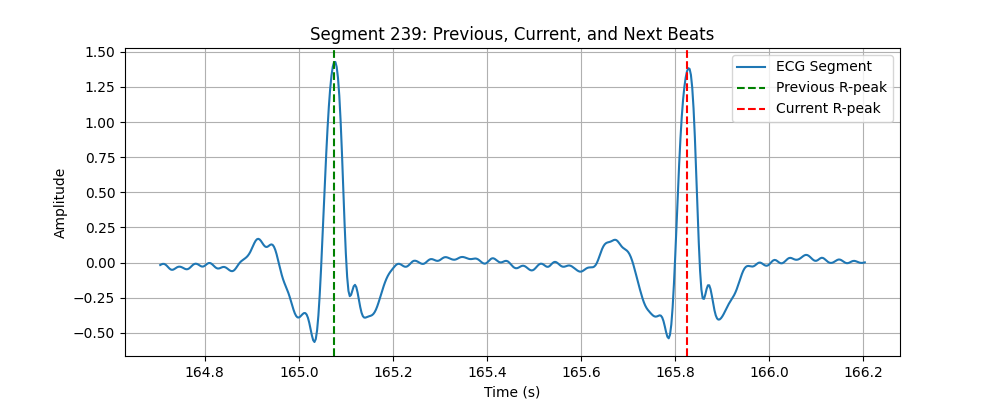 Segment 239: Previous, Current, and Next Beats
1.50
1.25
1.00
0.75
0.50
0.25
0.00
−0.25
−0.50
Amplitude
ECG Segment
Previous R-peak
Current R-peak
164.8
165.0
165.2
165.4
165.6
165.8
166.0
166.2
Time (s)